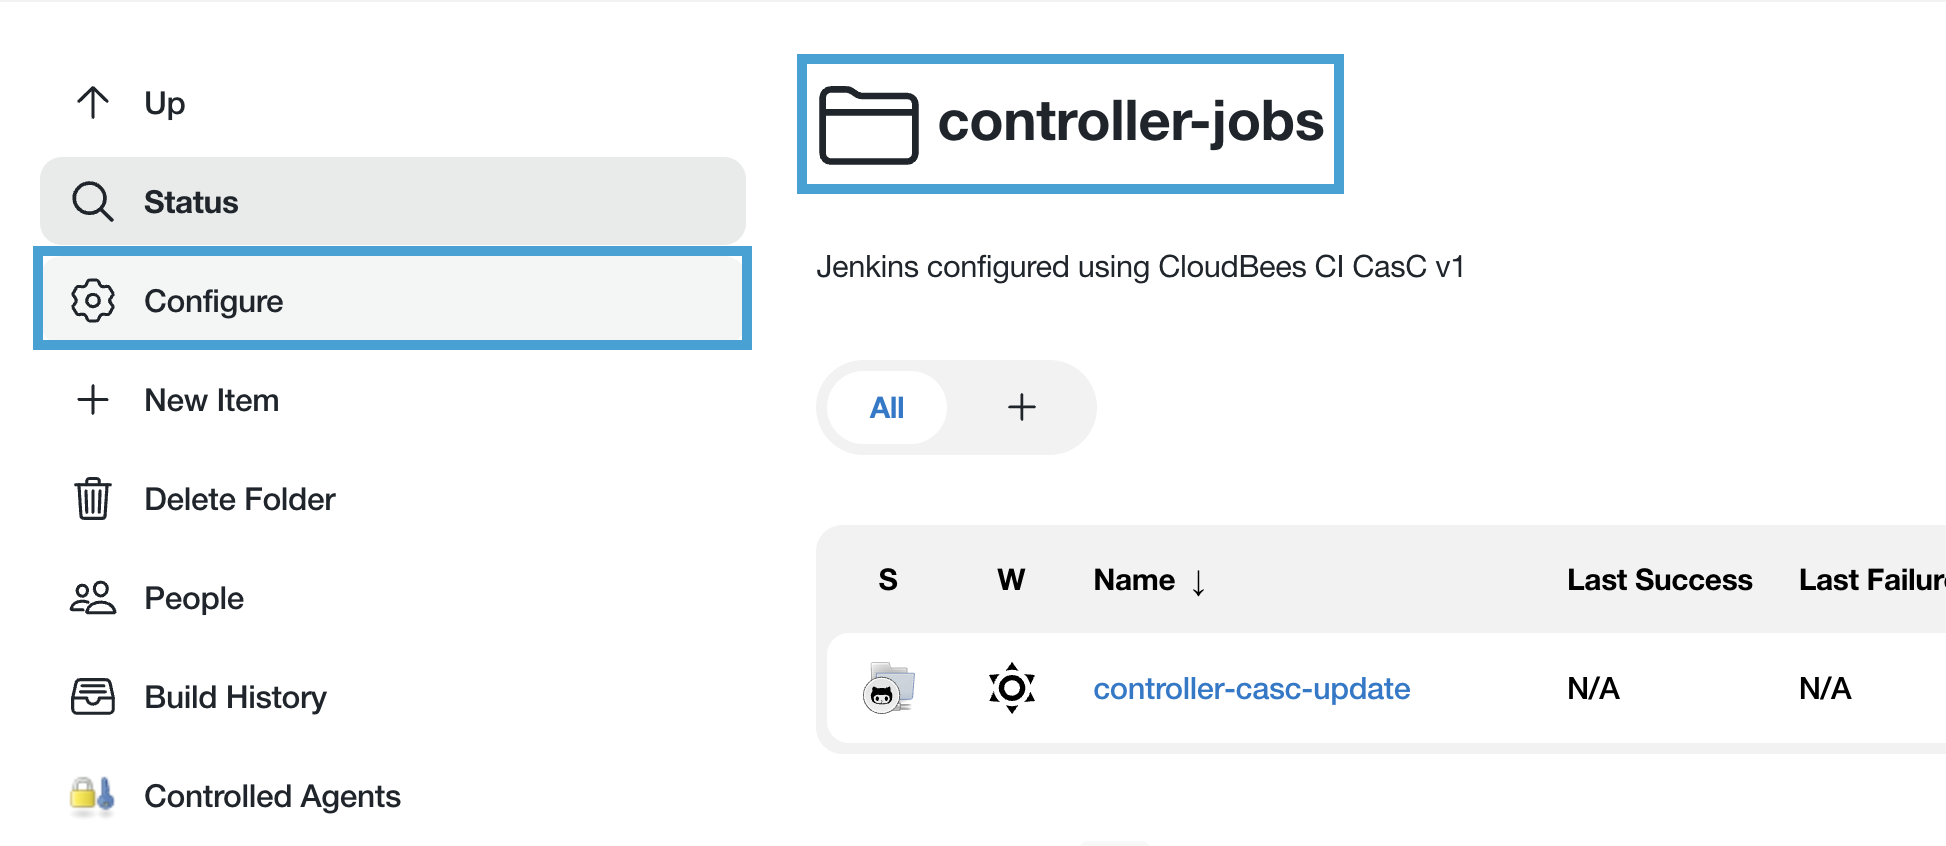 Up
Status
Configure
New Item
Delete Folder
People
Build History
Controlled Agents
controller-jobs
Jenkins configured using CloudBees CI CasC v1
All +
S W Name ↓ Last Success Last Failur
controller-casc-update N/A N/A